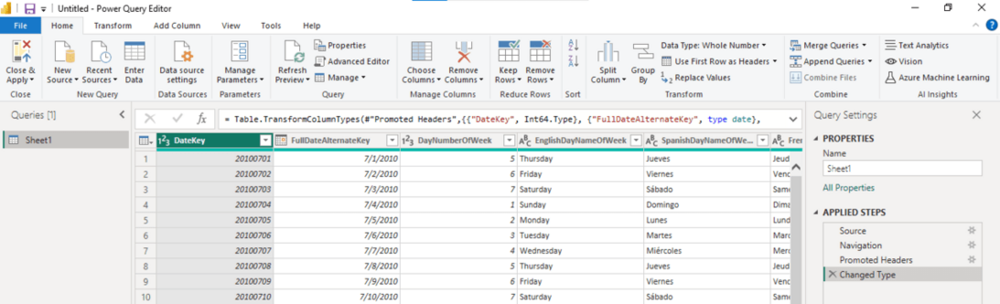 Untitled - Power Query Editor
File Home Transform Add Column View Tools Help
Close & Apply
New Source
Recent Sources
Enter Data
Data source settings
Manage Parameters
Refresh Preview
Properties
Advanced Editor
Manage
Choose Columns
Remove Columns
Keep Rows
Remove Rows
Split Column
Group By
Data Type: Whole Number
Use First Row as Headers
Replace Values
Merge Queries
Append Queries
Combine Files
Text Analytics
Vision
Azure Machine Learning
Close New Query Data Sources Parameters Query Manage Columns Reduce Rows Sort Transform Combine AI Insights
Queries [1]
Sheet1
fx = Table.TransformColumnTypes(#"Promoted Headers",{{"DateKey", Int64.Type}, {"FullDateAlternateKey", type date},
DateKey FullDateAlternateKey DayNumberOfWeek EnglishDayNameOfWeek SpanishDayNameOfWe... Fren
1 20100701 7/1/2010 5 Thursday Jueves Jeud
2 20100702 7/2/2010 6 Friday Viernes Venc
3 20100703 7/3/2010 7 Saturday Sábado Same
4 20100704 7/4/2010 1 Sunday Domingo Dima
5 20100705 7/5/2010 2 Monday Lunes Lund
6 20100706 7/6/2010 3 Tuesday Martes Marc
7 20100707 7/7/2010 4 Wednesday Miércoles Merc
8 20100708 7/8/2010 5 Thursday Jueves Jeud
9 20100709 7/9/2010 6 Friday Viernes Venc
10 20100710 7/10/2010 7 Saturday Sábado Same
Query Settings
PROPERTIES
Name
Sheet1
All Properties
APPLIED STEPS
Source
Navigation
Promoted Headers
Changed Type